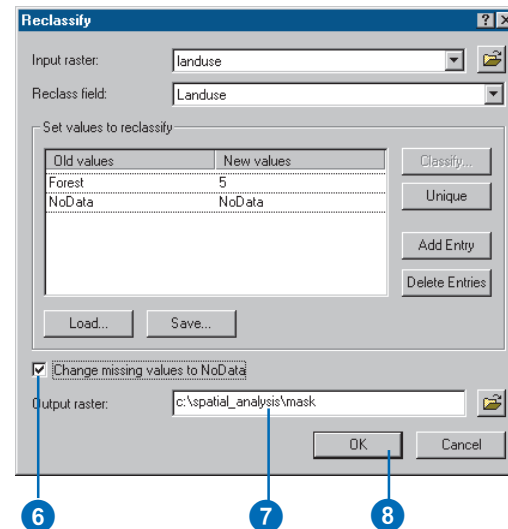 Reclassify
Input raster: landuse
Reclass field: Landuse
Set values to reclassify
Old values New values Classify...
Forest 5
NoData NoData Unique
Add Entry
Delete Entries
Load... Save...
Change missing values to NoData
Output raster: c:\spatial_analysis\mask
OK Cancel
6 7 8